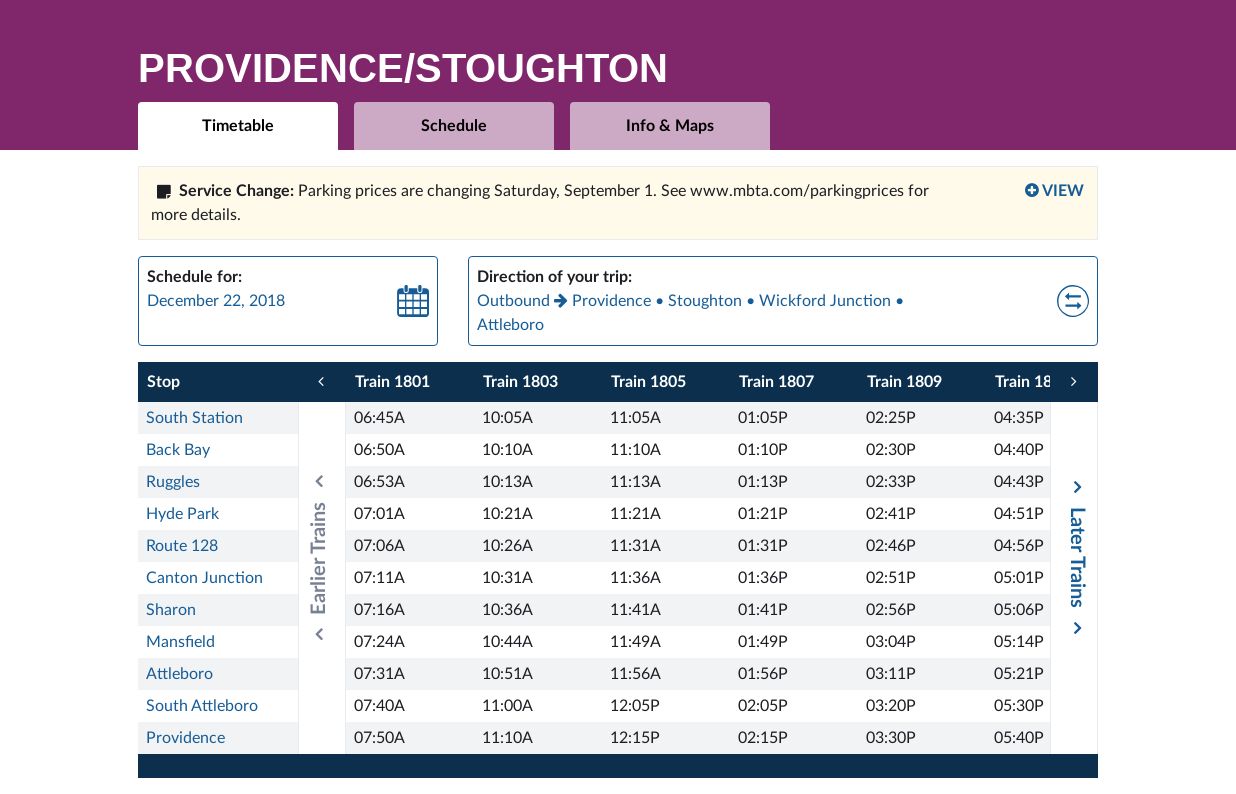 PROVIDENCE/STOUGHTON
Timetable Schedule Info & Maps
Service Change: Parking prices are changing Saturday, September 1. See www.mbta.com/parkingprices for VIEW
more details.
Schedule for:
December 22, 2018
Direction of your trip:
Outbound Providence • Stoughton • Wickford Junction •
Attleboro
Stop Train 1801 Train 1803 Train 1805 Train 1807 Train 1809 Train 18
South Station 06:45A 10:05A 11:05A 01:05P 02:25P 04:35P
Back Bay 06:50A 10:10A 11:10A 01:10P 02:30P 04:40P
Ruggles 06:53A 10:13A 11:13A 01:13P 02:33P 04:43P
Hyde Park 07:01A 10:21A 11:21A 01:21P 02:41P 04:51P
Route 128 07:06A 10:26A 11:31A 01:31P 02:46P 04:56P
Canton Junction 07:11A 10:31A 11:36A 01:36P 02:51P 05:01P
Sharon 07:16A 10:36A 11:41A 01:41P 02:56P 05:06P
Mansfield 07:24A 10:44A 11:49A 01:49P 03:04P 05:14P
Attleboro 07:31A 10:51A 11:56A 01:56P 03:11P 05:21P
South Attleboro 07:40A 11:00A 12:05P 02:05P 03:20P 05:30P
Providence 07:50A 11:10A 12:15P 02:15P 03:30P 05:40P
Earlier Trains
Later Trains